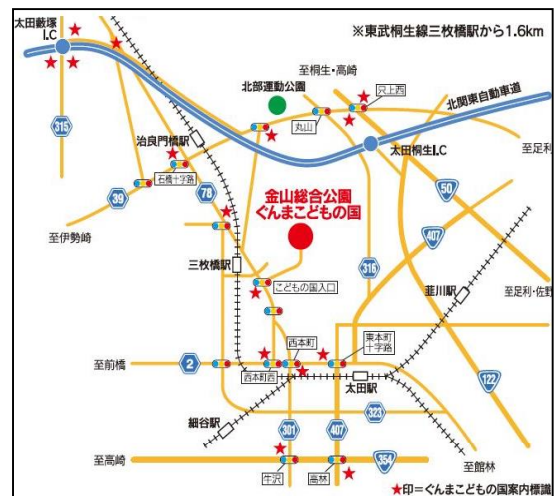 太田藪塚
I.C
※東武桐生線三枚橋駅から1.6km
至桐生・高崎
只上西
北関東自動車道
北部運動公園
丸山
315
治良門橋駅
太田桐生I.C
至足利
石橋十字路
39
78
50
金山総合公園
ぐんまこどもの国
至伊勢崎
407
三枚橋駅
316
韮川駅
こどもの国入口
至足利・佐野
西本町
東本町
十字路
至前橋
2
西本町西
太田駅
122
323
細谷駅
301
407
至館林
至高崎
牛沢
高林
354
★印=ぐんまこどもの国案内標識